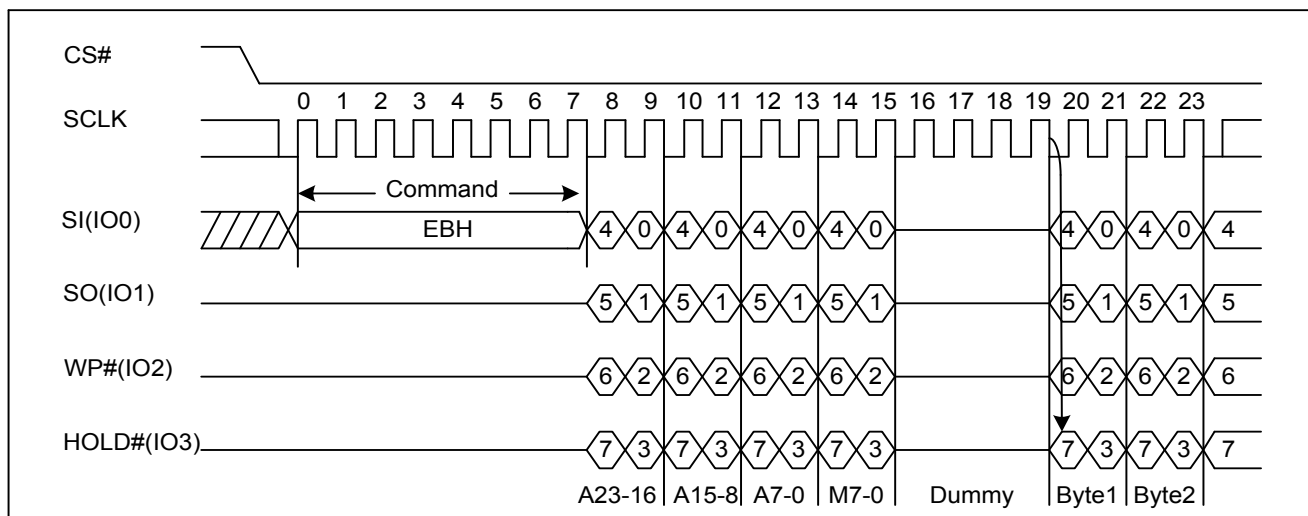 CS#
0 1 2 3 4 5 6 7 8 9 10 11 12 13 14 15 16 17 18 19 20 21 22 23
SCLK
Command
SI(IO0) EBH 4 0 4 0 4 0 4 0 4 0 4 0 4
SO(IO1) 5 1 5 1 5 1 5 1 5 1 5 1 5
WP#(IO2) 6 2 6 2 6 2 6 2 6 2 6 2 6
HOLD#(IO3) 7 3 7 3 7 3 7 3 7 3 7 3 7
A23-16 A15-8 A7-0 M7-0 Dummy Byte1 Byte2